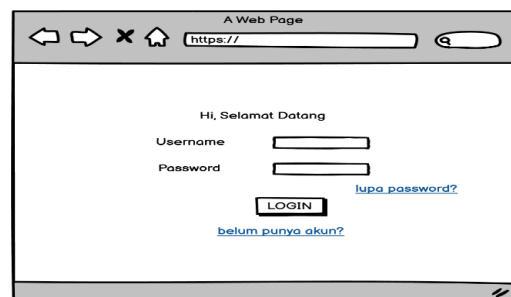 A Web Page
https://
Hi, Selamat Datang
Username
Password
lupa password?
LOGIN
belum punya akun?